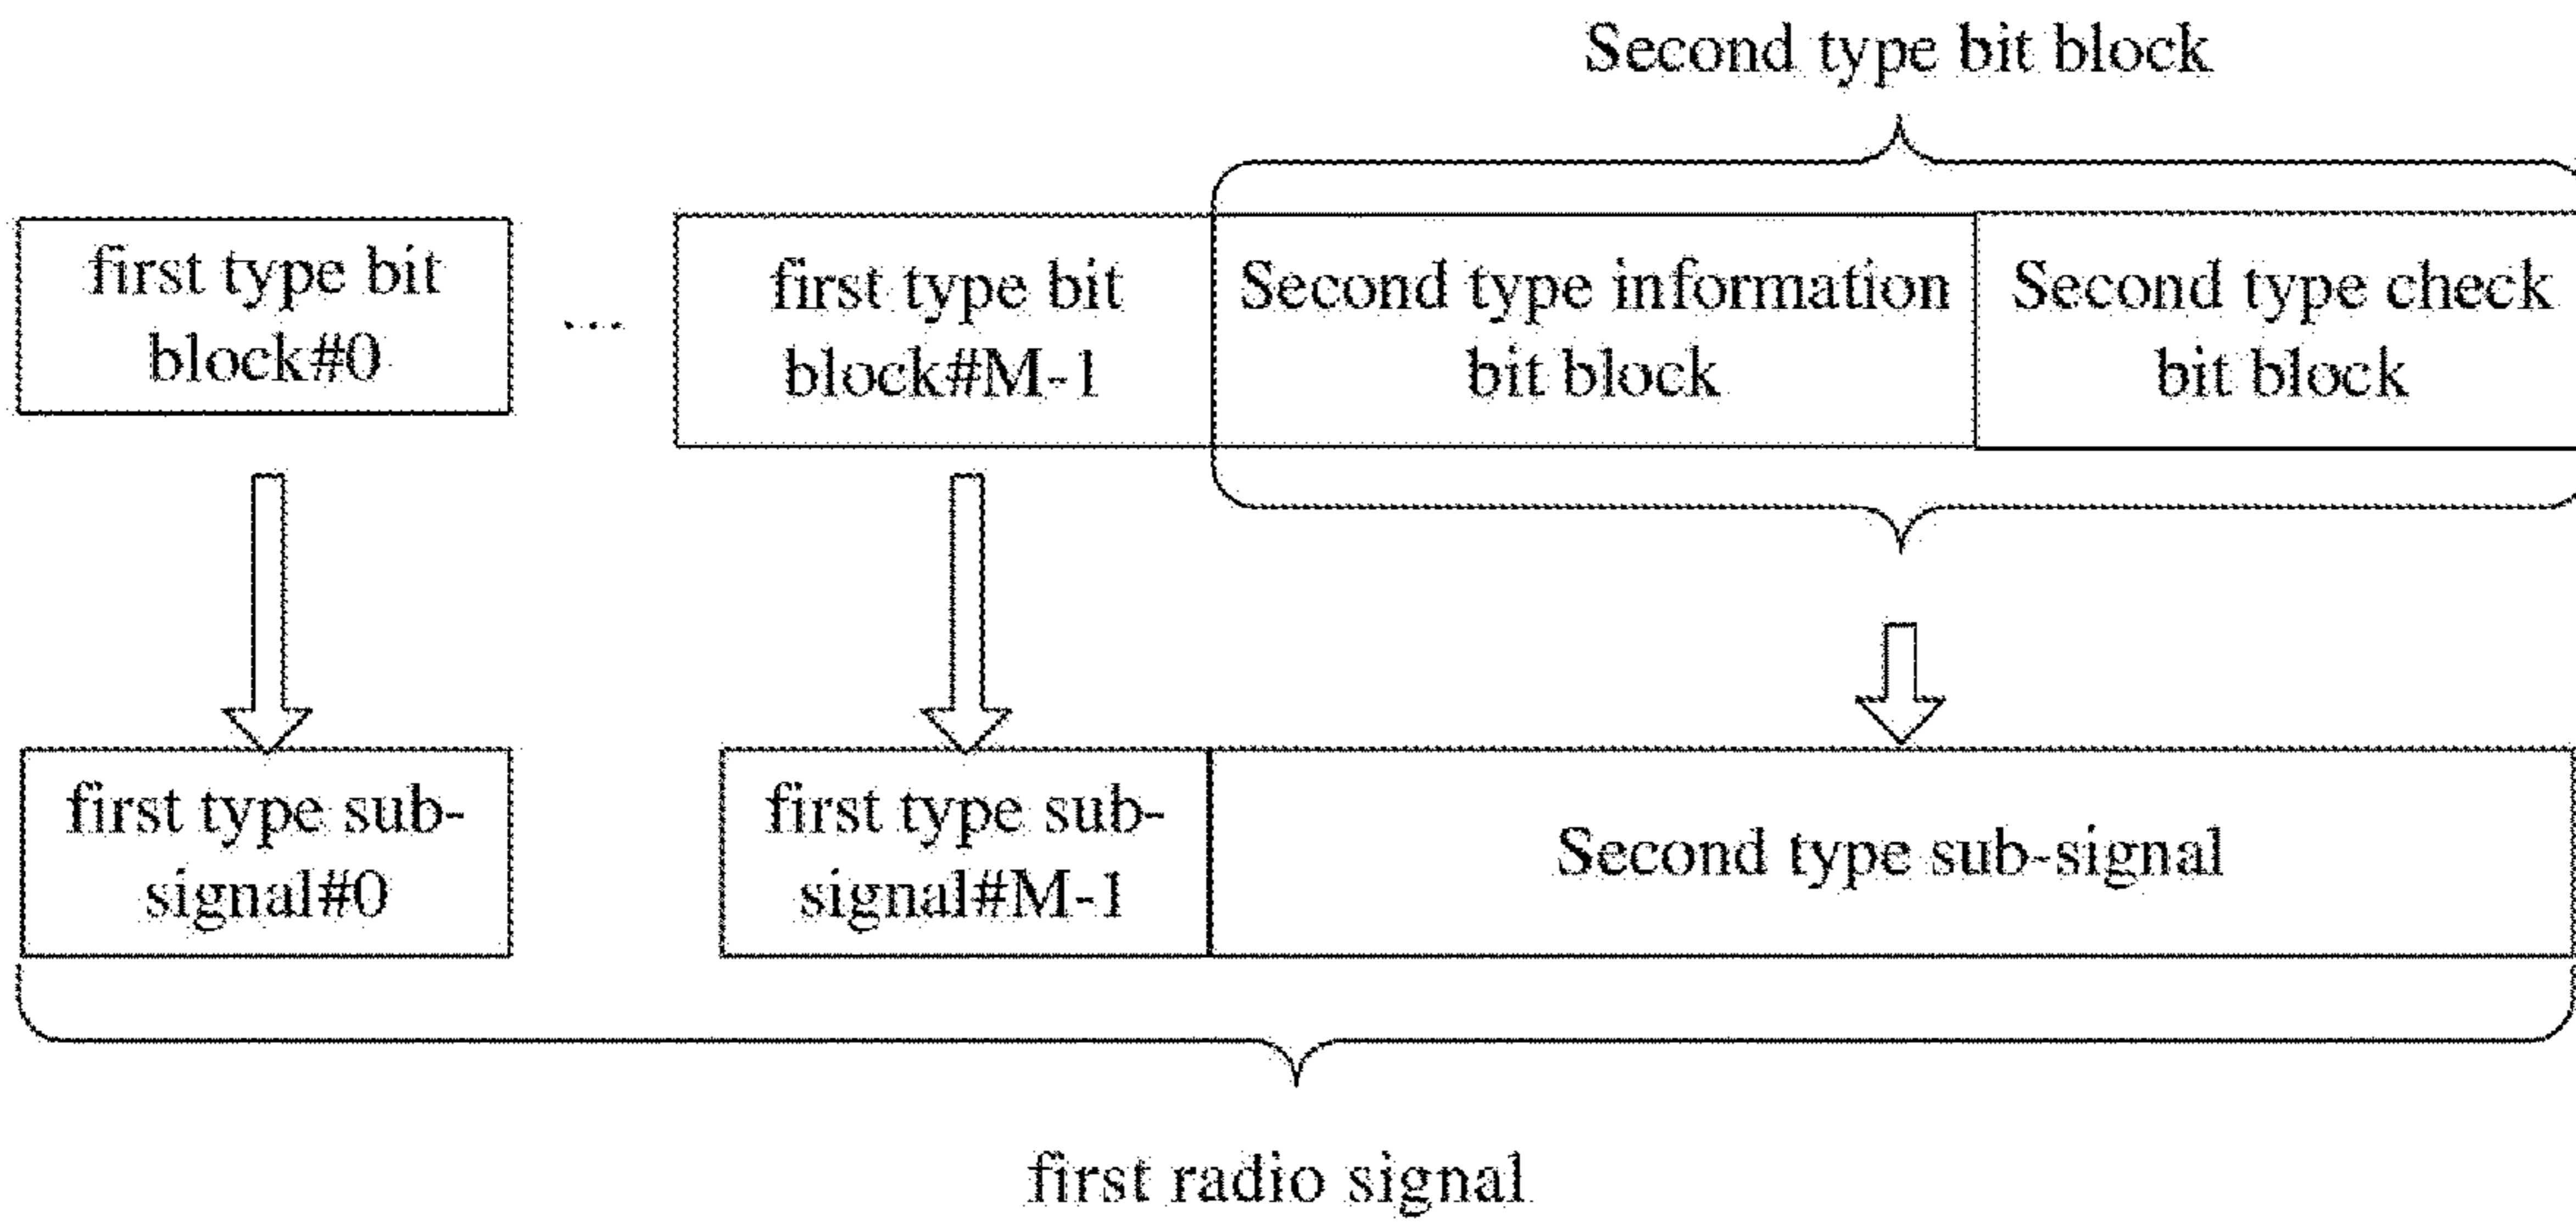 Second type bit block
first type bit
block#0
...
first type bit
block#M-1
Second type information
bit block
Second type check
bit block
first type sub-
signal#0
first type sub-
signal#M-1
Second type sub-signal
first radio signal